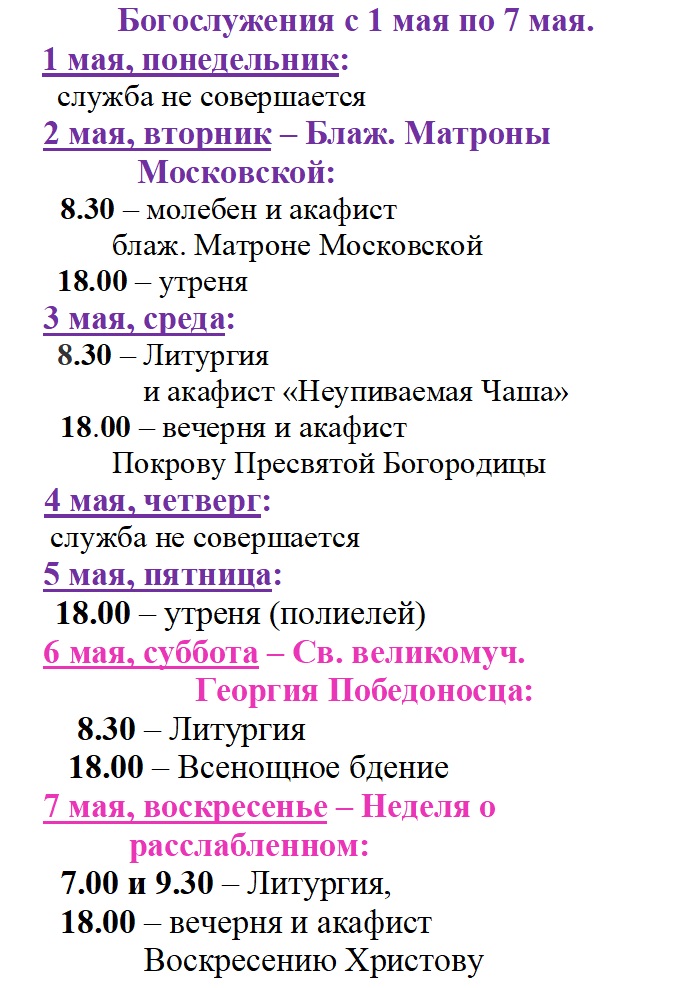 Богослужения с 1 мая по 7 мая.
1 мая, понедельник:
служба не совершается
2 мая, вторник – Блаж. Матроны
Московской:
8.30 – молебен и акафист
блаж. Матроне Московской
18.00 – утреня
3 мая, среда:
8.30 – Литургия
и акафист «Неупиваемая Чаша»
18.00 – вечерня и акафист
Покрову Пресвятой Богородицы
4 мая, четверг:
служба не совершается
5 мая, пятница:
18.00 – утреня (полиелей)
6 мая, суббота – Св. великомуч.
Георгия Победоносца:
8.30 – Литургия
18.00 – Всенощное бдение
7 мая, воскресенье – Неделя о
расслабленном:
7.00 и 9.30 – Литургия,
18.00 – вечерня и акафист
Воскресению Христову